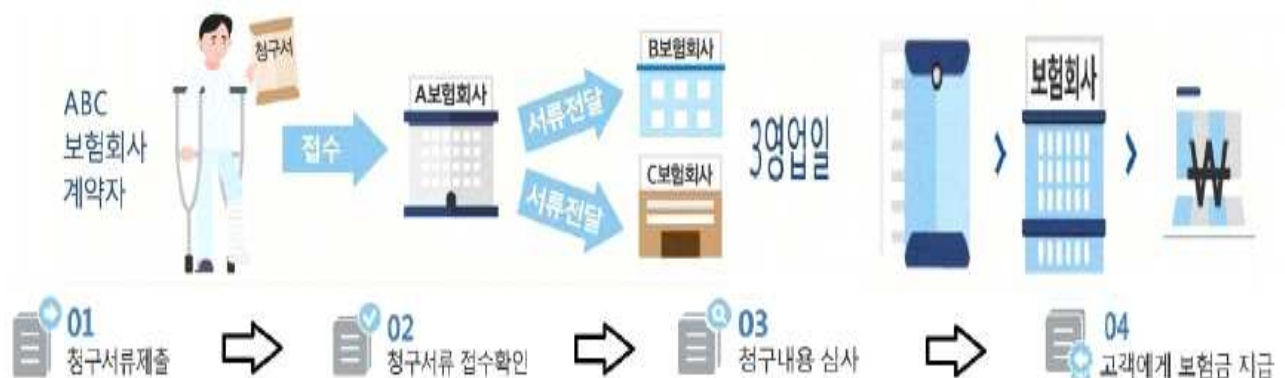 ABC
보험회사
계약자
청구서
접수
A보험회사
서류전달
서류전달
B보험회사
C보험회사
3영업일
보험회사
₩
01
청구서류제출
02
청구서류 접수확인
03
청구내용 심사
04
고객에게 보험금 지급